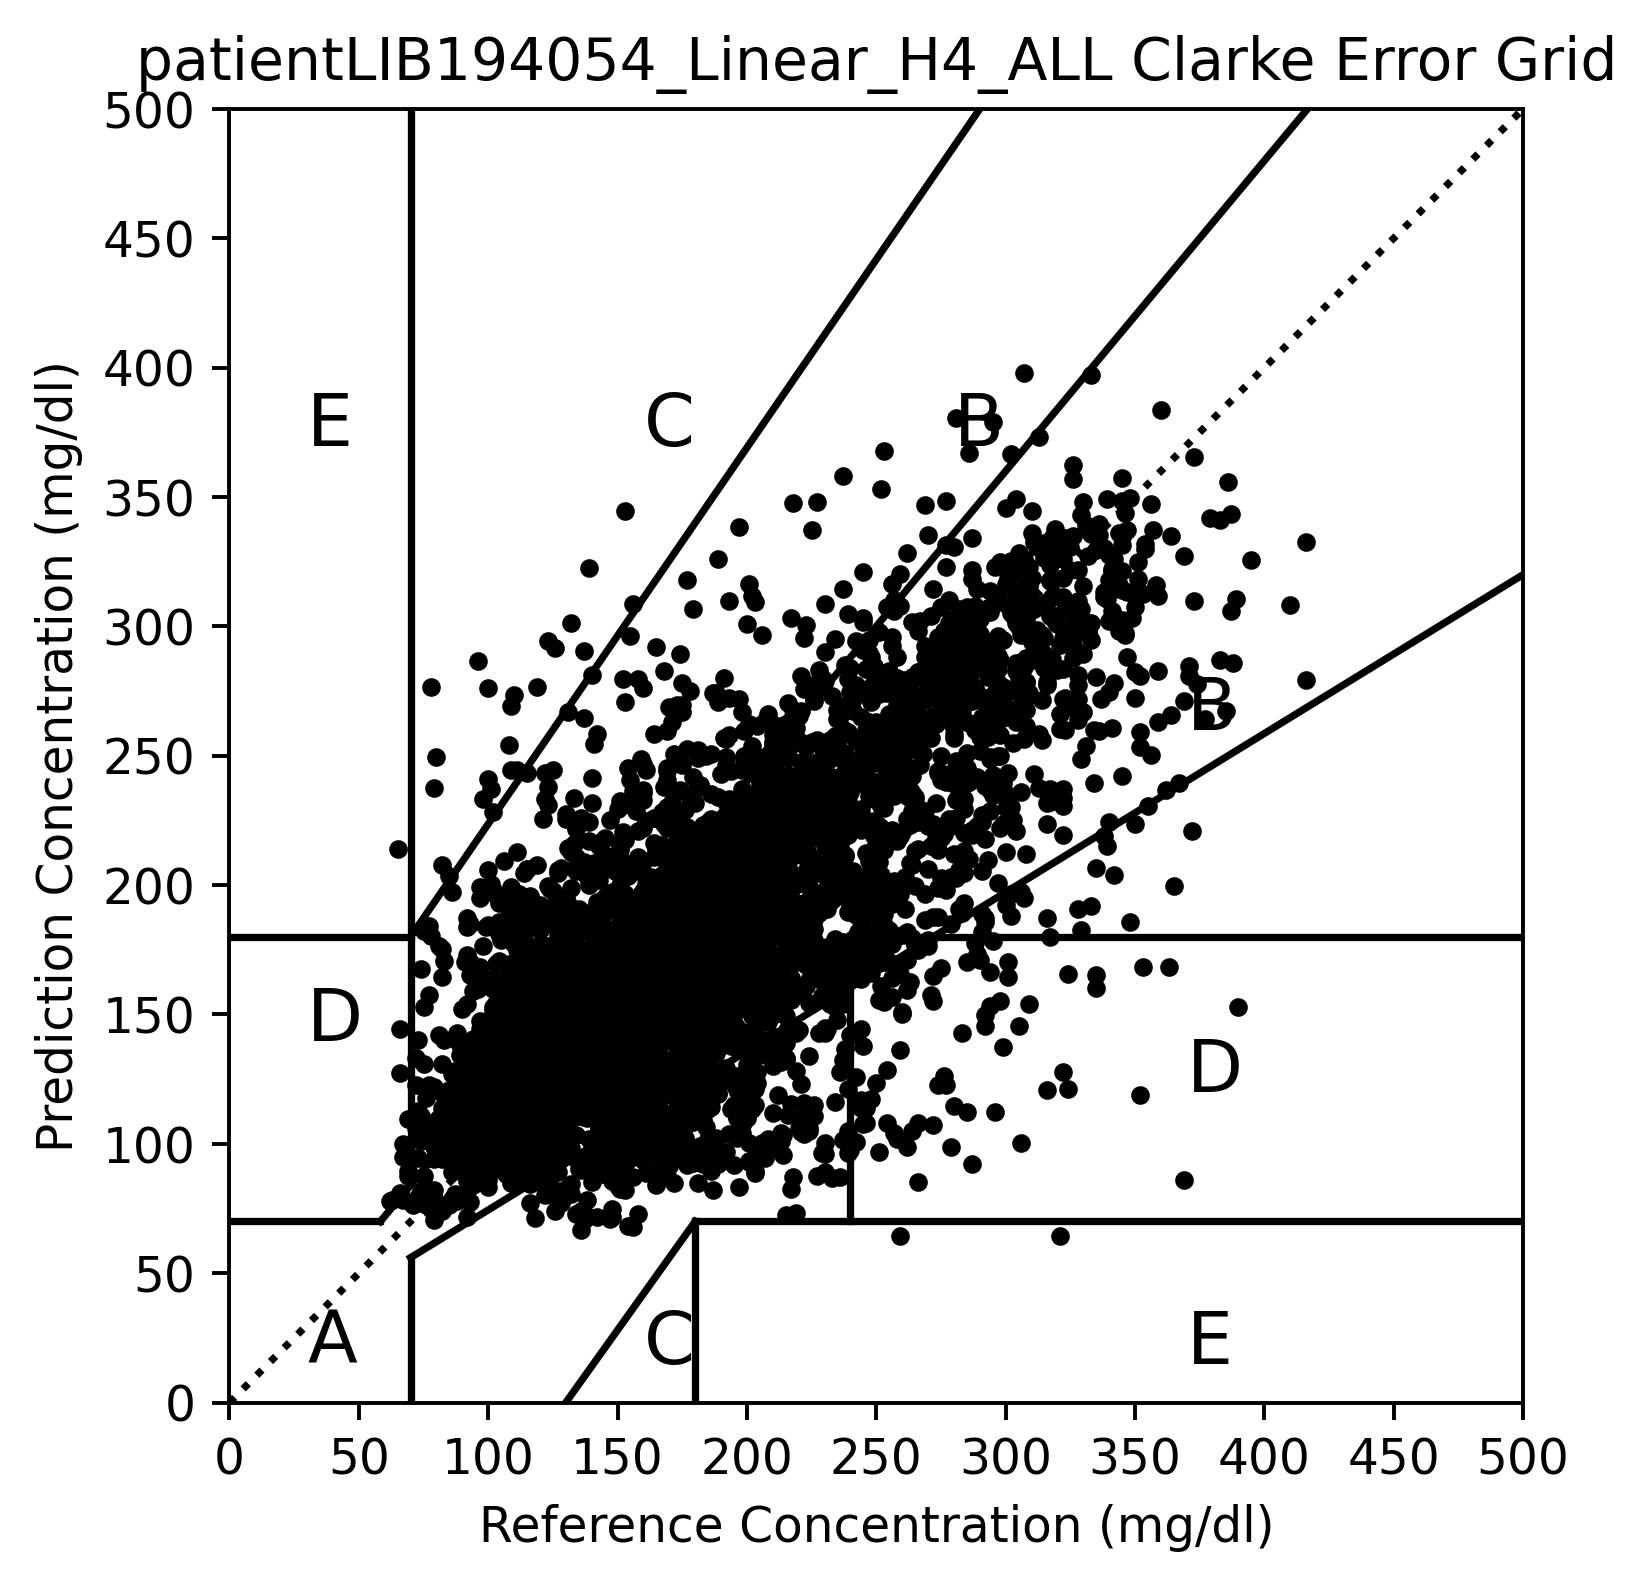 patientLIB194054_Linear_H4_ALL Clarke Error Grid
500
450
400
350
300
250
200
150
100
50
0
Prediction Concentration (mg/dl)
E
C
B
B
D
D
A
C
E
0 50 100 150 200 250 300 350 400 450 500
Reference Concentration (mg/dl)